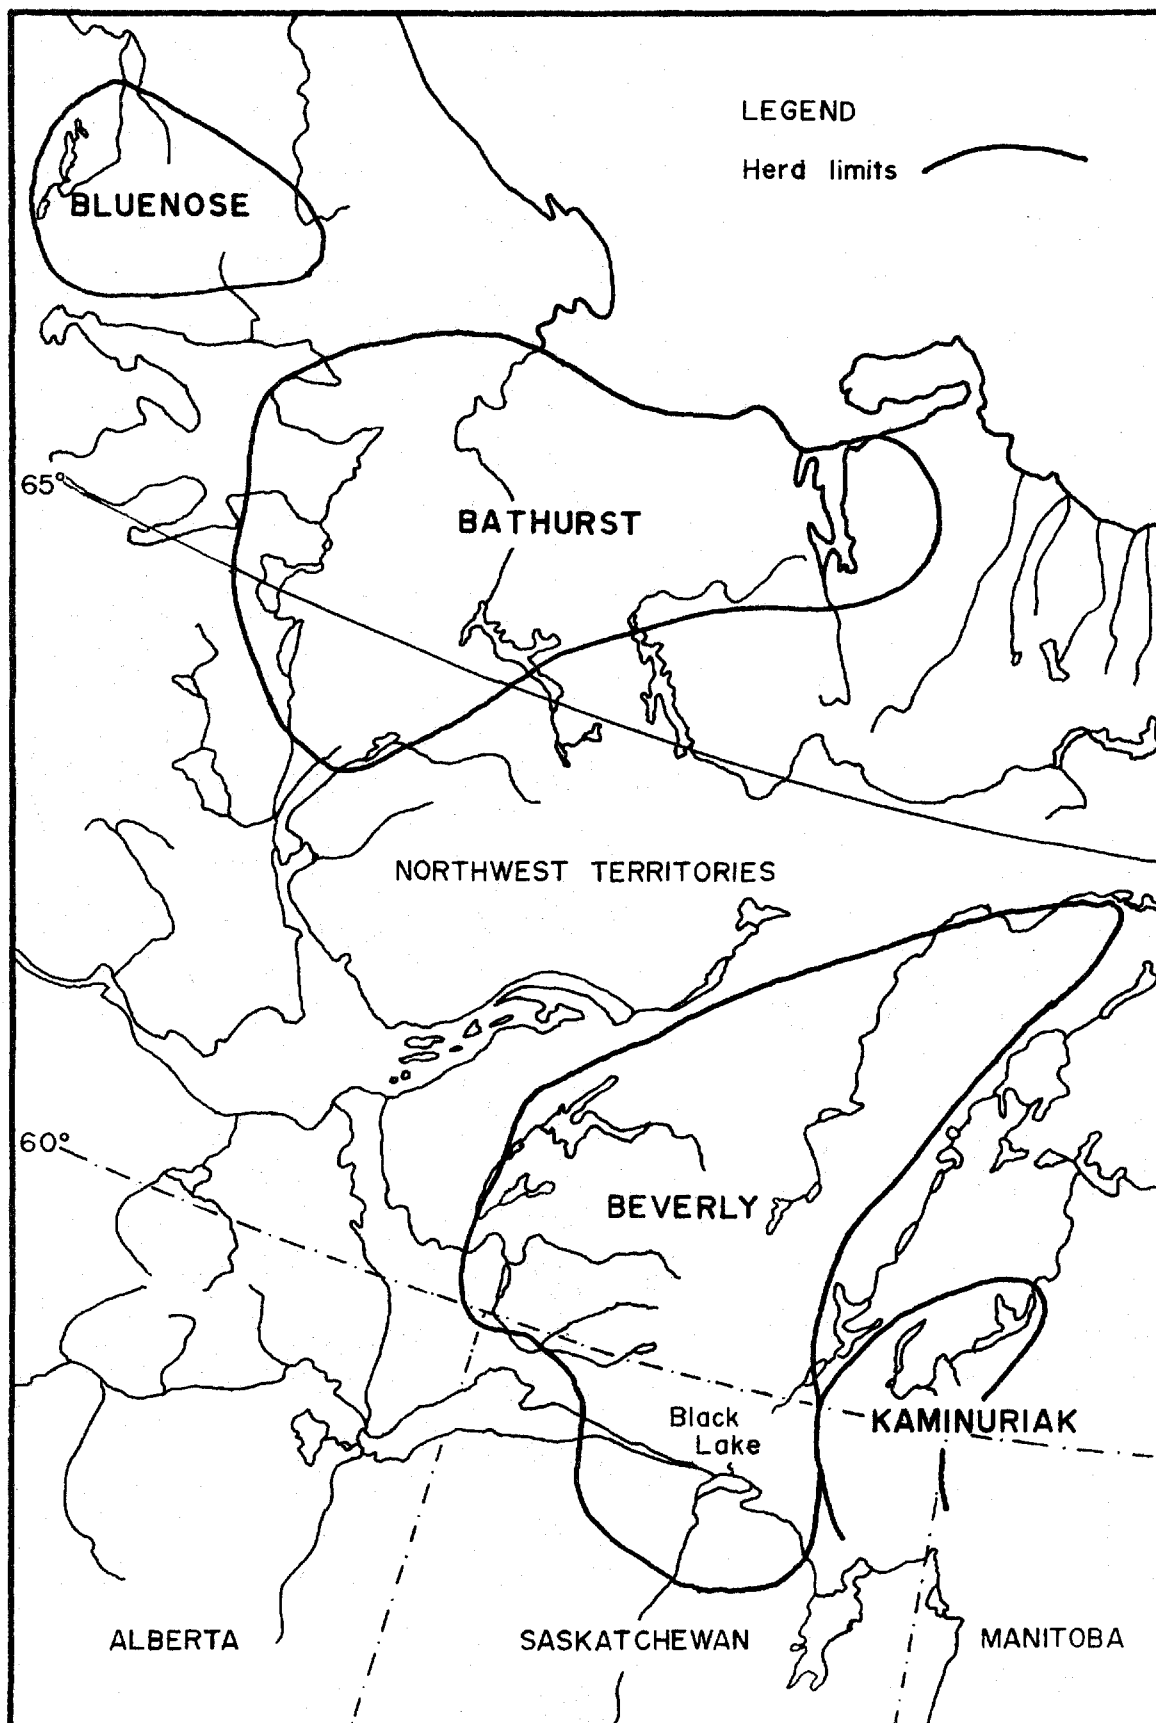 LEGEND
Herd limits
BLUENOSE
65°
BATHURST
NORTHWEST TERRITORIES
60°
BEVERLY
Black
Lake
KAMINURIAK
ALBERTA
SASKATCHEWAN
MANITOBA